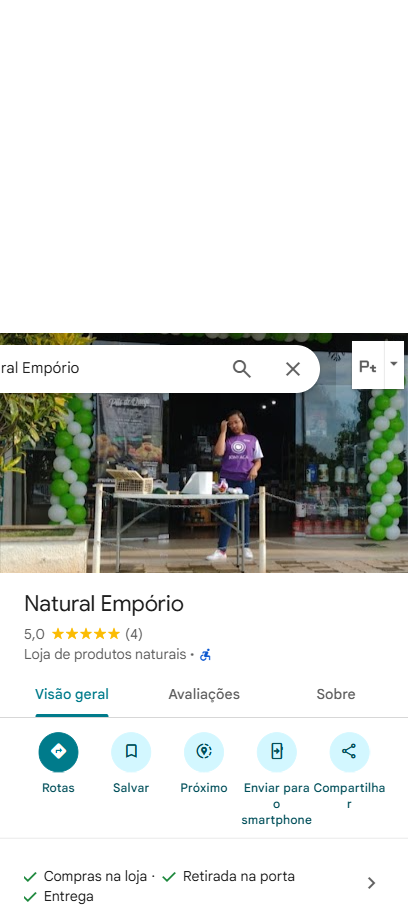 ral Empório
Natural Empório
5,0 (4)
Loja de produtos naturais ·
Visão geral Avaliações Sobre
Rotas Salvar Próximo Enviar para Compartilha
o r
smartphone
Compras na loja · Retirada na porta
Entrega